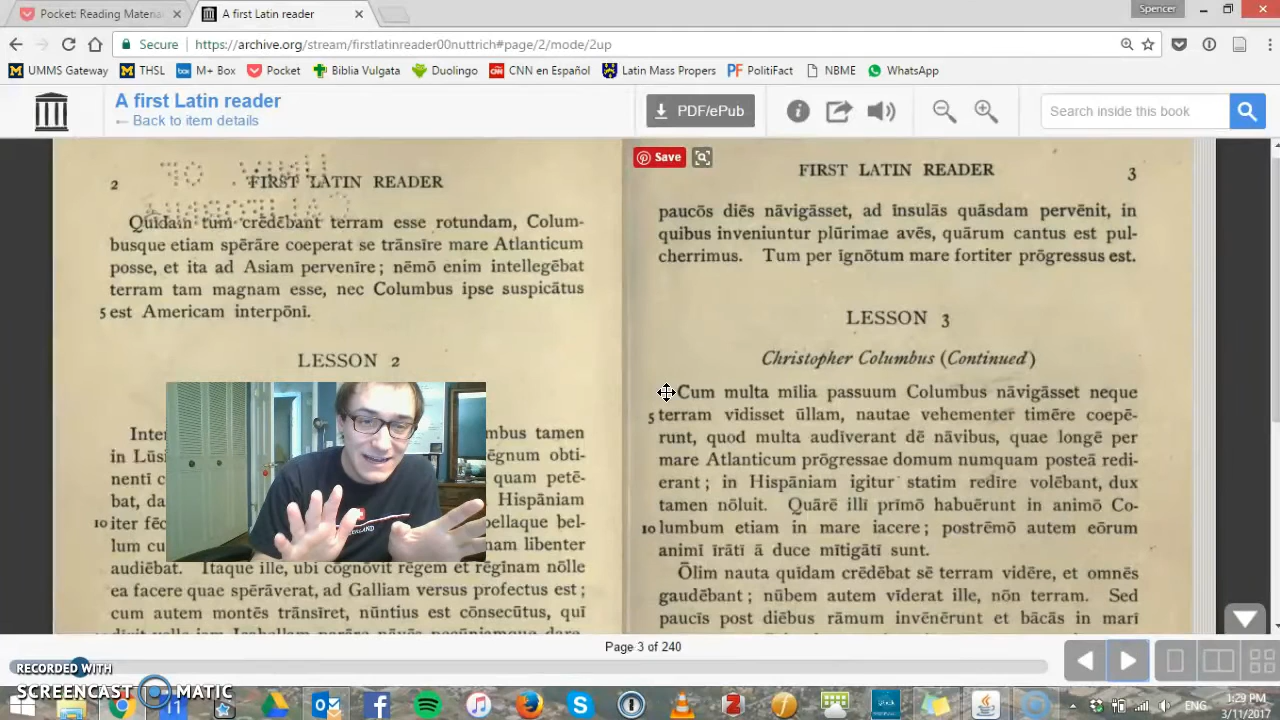 Pocket: Reading Materia
A first Latin reader
Spencer
Secure
https://archive.org/stream/firstlatinreader00nuttrich#page/2/mode/2up
UMMS Gateway
THSL
M+ Box
Pocket
Biblia Vulgata
Duolingo
CNN en Español
Latin Mass Propers
PolitiFact
NBME
WhatsApp
A first Latin reader
Back to item details
PDF/ePub
Search inside this book
Save
2 FIRST LATIN READER
Quīdam tum crēdēbant terram esse rotundam, Colum-
busque etiam spērāre coeperat se trānsīre mare Atlanticum
posse, et ita ad Asiam pervenīre; nēmō enim intellegēbat
terram tam magnam esse, nec Columbus ipse suspicātus
5 est Americam interpōnī.
LESSON 2
Inter mbus tamen
in Lūsi ēgnum obti-
nentī c quam petē-
bat, da Hispāniam
10 iter fēc bellaque bel-
lum cu nam libenter
audiēbat. Itaque ille, ubi cognōvit rēgem et rēgīnam nōlle
ea facere quae spērāverat, ad Galliam versus profectus est;
cum autem montēs trānsīret, nūntius est cōnsecūtus, quī
FIRST LATIN READER 3
paucōs diēs nāvigāsset, ad īnsulās quāsdam pervēnit, in
quibus inveniuntur plūrimae avēs, quārum cantus est pul-
cherrimus. Tum per ignōtum mare fortiter prōgressus est.
LESSON 3
Christopher Columbus (Continued)
Cum multa mīlia passuum Columbus nāvigāsset neque
5 terram vīdisset ūllam, nautae vehementer timēre coepē-
runt, quod multa audīverant dē nāvibus, quae longē per
mare Atlanticum prōgressae domum numquam posteā redi-
erant; in Hispāniam igitur statim redīre volēbant, dux
tamen nōluit. Quārē illī prīmō habuērunt in animō Co-
10 lumbum etiam in mare iacere; postrēmō autem eōrum
animī īrātī ā duce mītigātī sunt.
Ōlim nauta quīdam crēdēbat sē terram vidēre, et omnēs
gaudēbant; nūbem autem vīderat ille, nōn terram. Sed
paucīs post diēbus rāmum invēnērunt et bācās in marī
Page 3 of 240
RECORDED WITH
SCREENCAST MATIC
ENG
1:29 PM
3/11/2017